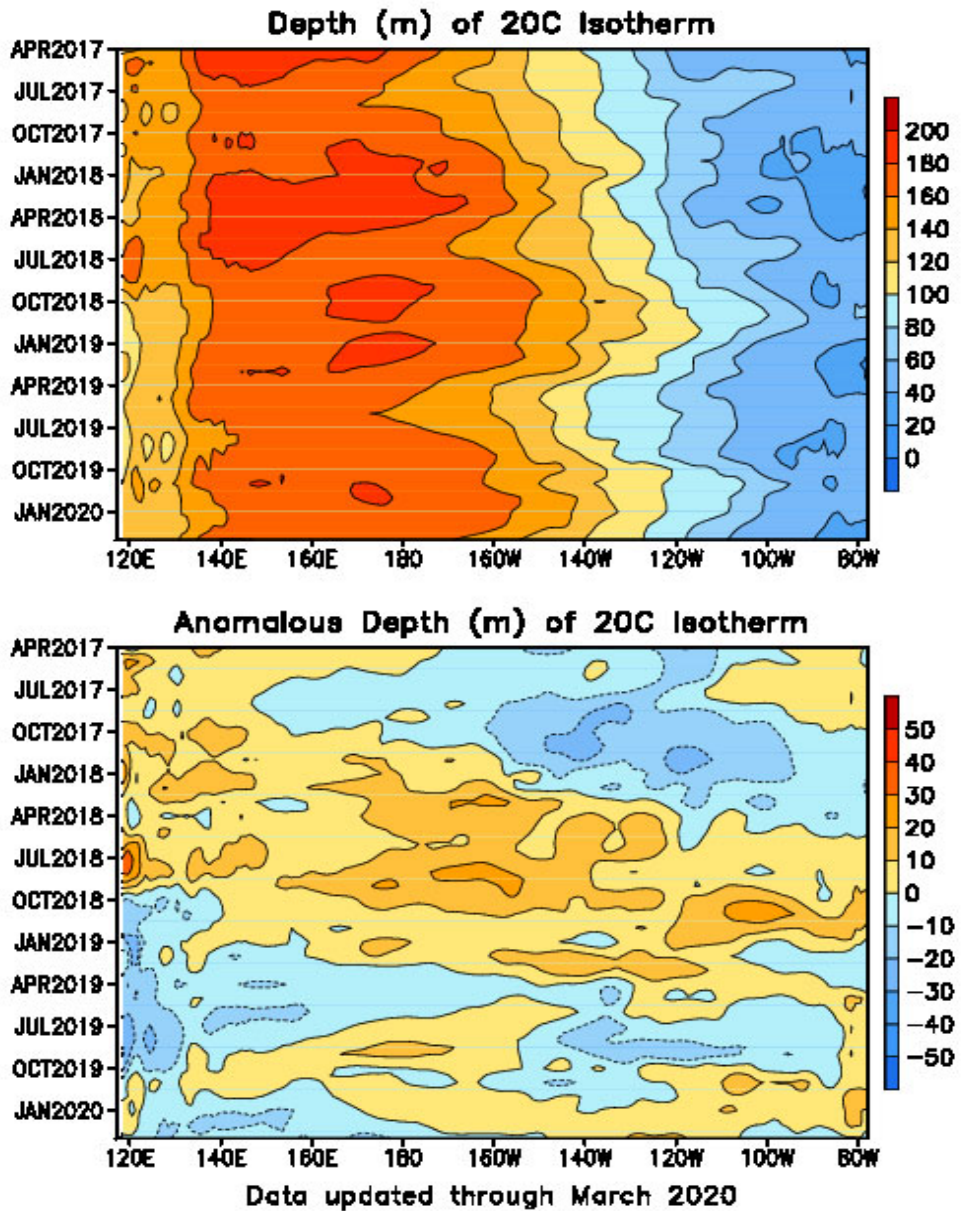 Depth (m) of 20C Isotherm
APR2017
JUL2017
OCT2017
JAN2018
APR2018
JUL2018
OCT2018
JAN2019
APR2019
JUL2019
OCT2019
JAN2020
120E 140E 160E 180 160W 140W 120W 100W 80W
200
180
160
140
120
100
80
60
40
20
0
Anomalous Depth (m) of 20C Isotherm
APR2017
JUL2017
OCT2017
JAN2018
APR2018
JUL2018
OCT2018
JAN2019
APR2019
JUL2019
OCT2019
JAN2020
120E 140E 160E 180 160W 140W 120W 100W 80W
50
40
30
20
10
0
-10
-20
-30
-40
-50
Data updated through March 2020